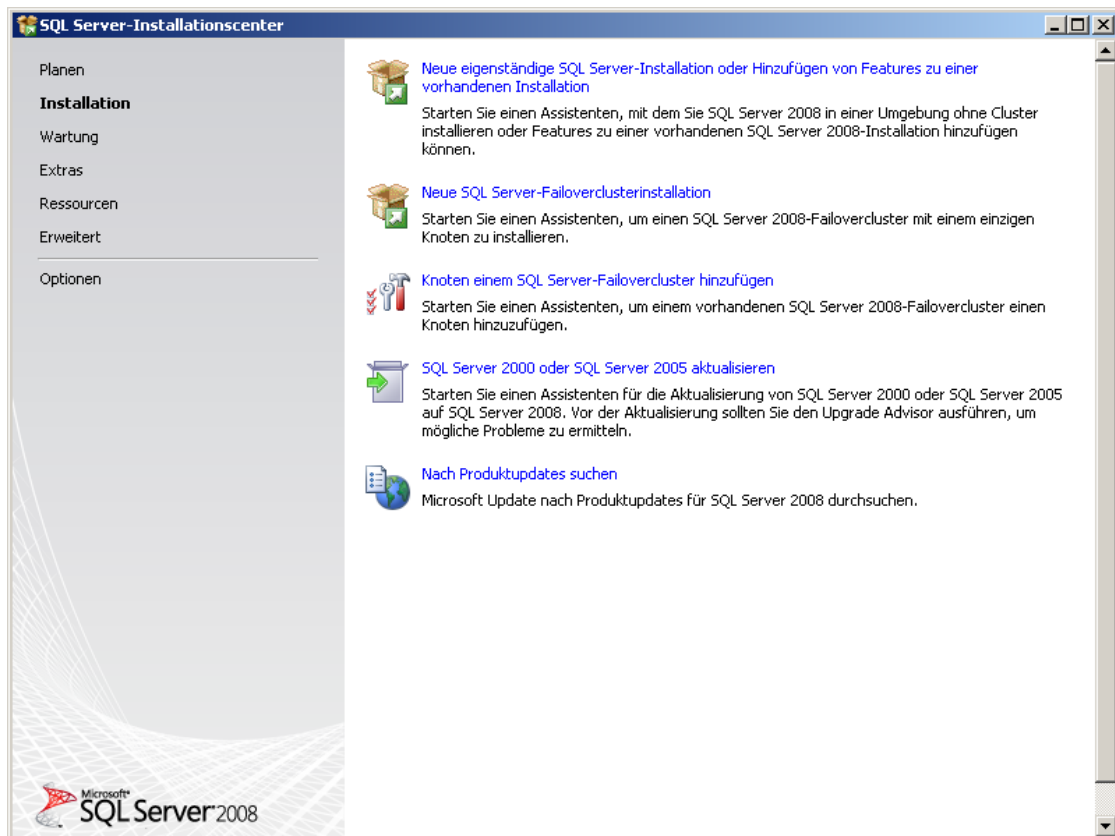 SQL Server-Installationscenter
Planen
Installation
Wartung
Extras
Ressourcen
Erweitert
Optionen
Neue eigenständige SQL Server-Installation oder Hinzufügen von Features zu einer
vorhandenen Installation
Starten Sie einen Assistenten, mit dem Sie SQL Server 2008 in einer Umgebung ohne Cluster
installieren oder Features zu einer vorhandenen SQL Server 2008-Installation hinzufügen
können.
Neue SQL Server-Failoverclusterinstallation
Starten Sie einen Assistenten, um einen SQL Server 2008-Failovercluster mit einem einzigen
Knoten zu installieren.
Knoten einem SQL Server-Failovercluster hinzufügen
Starten Sie einen Assistenten, um einem vorhandenen SQL Server 2008-Failovercluster einen
Knoten hinzuzufügen.
SQL Server 2000 oder SQL Server 2005 aktualisieren
Starten Sie einen Assistenten für die Aktualisierung von SQL Server 2000 oder SQL Server 2005
auf SQL Server 2008. Vor der Aktualisierung sollten Sie den Upgrade Advisor ausführen, um
mögliche Probleme zu ermitteln.
Nach Produktupdates suchen
Microsoft Update nach Produktupdates für SQL Server 2008 durchsuchen.
Microsoft
SQL Server 2008